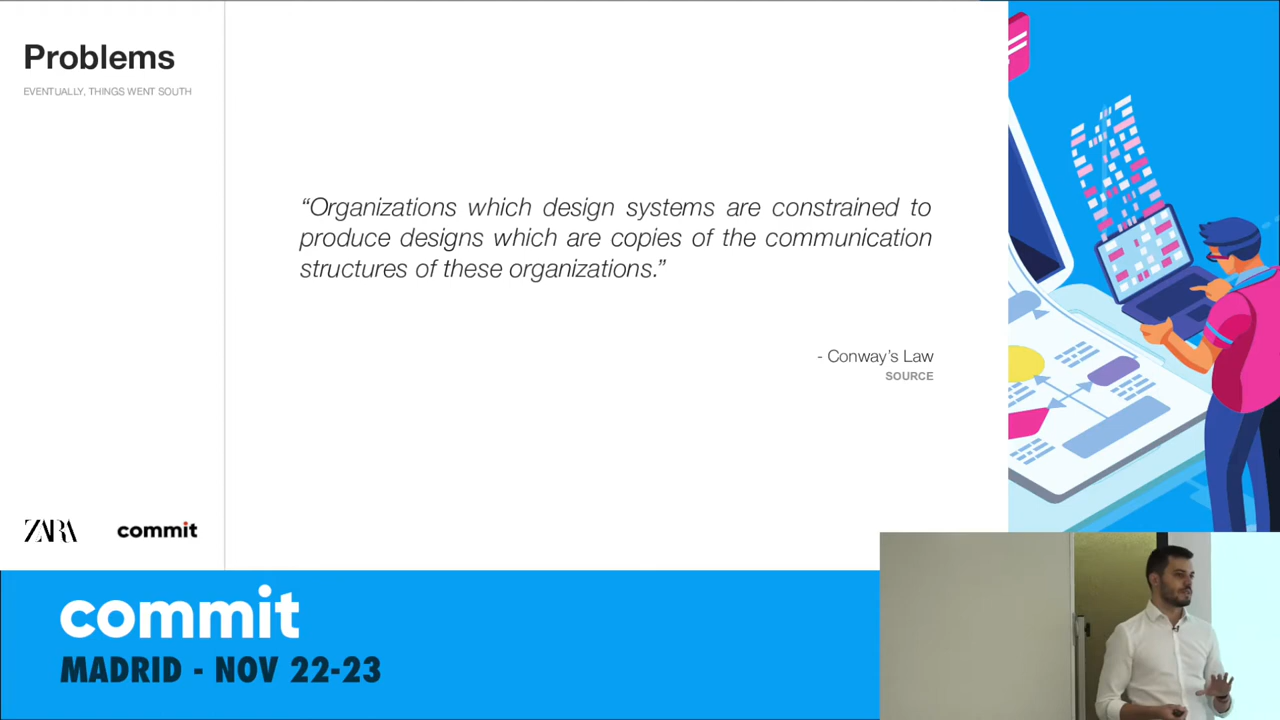 Problems
EVENTUALLY, THINGS WENT SOUTH
“Organizations which design systems are constrained to
produce designs which are copies of the communication
structures of these organizations.”
- Conway’s Law
SOURCE
ZARA
commit
commit
MADRID - NOV 22-23